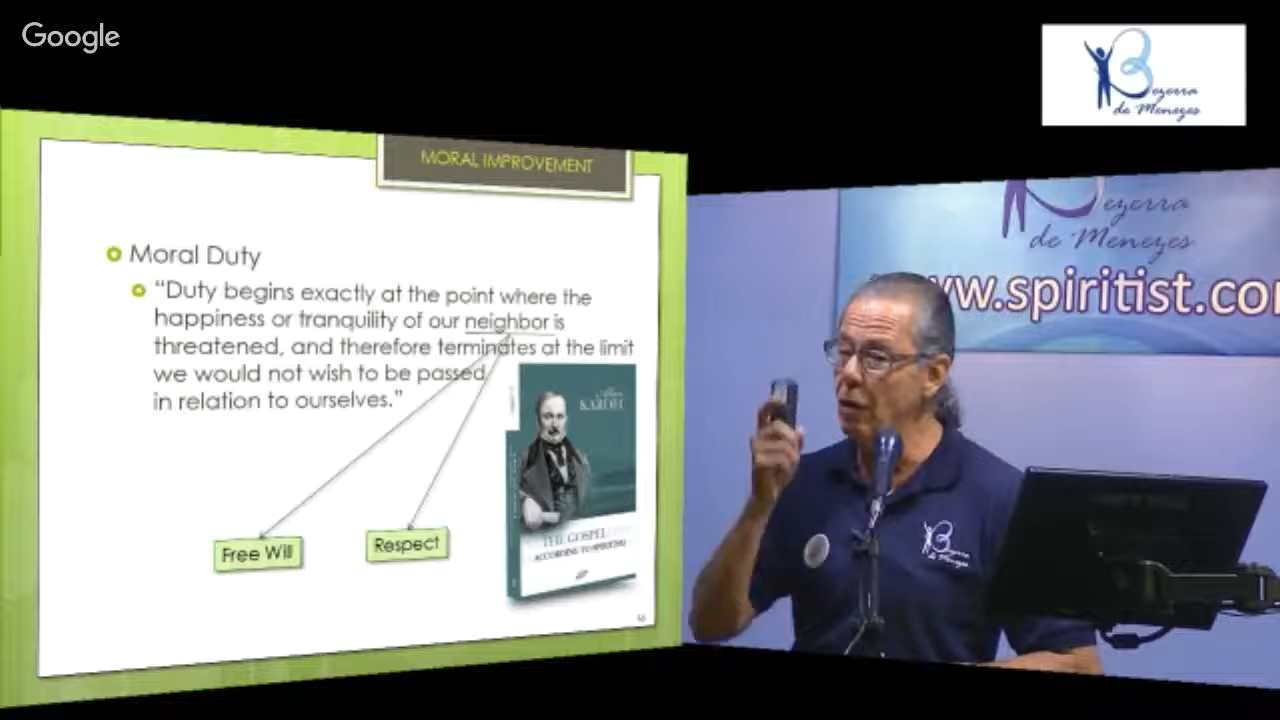 Google
Bezerra
de Menezes
MORAL IMPROVEMENT
Moral Duty
“Duty begins exactly at the point where the
happiness or tranquility of our neighbor is
threatened, and therefore terminates at the limit
we would not wish to be passed
in relation to ourselves.”
Allan
KARDEC
THE GOSPEL
ACCORDING TO SPIRITISM
Free Will
Respect
ezerra
de Menezes
ww.spiritist.co
Bezerra
de Menezes